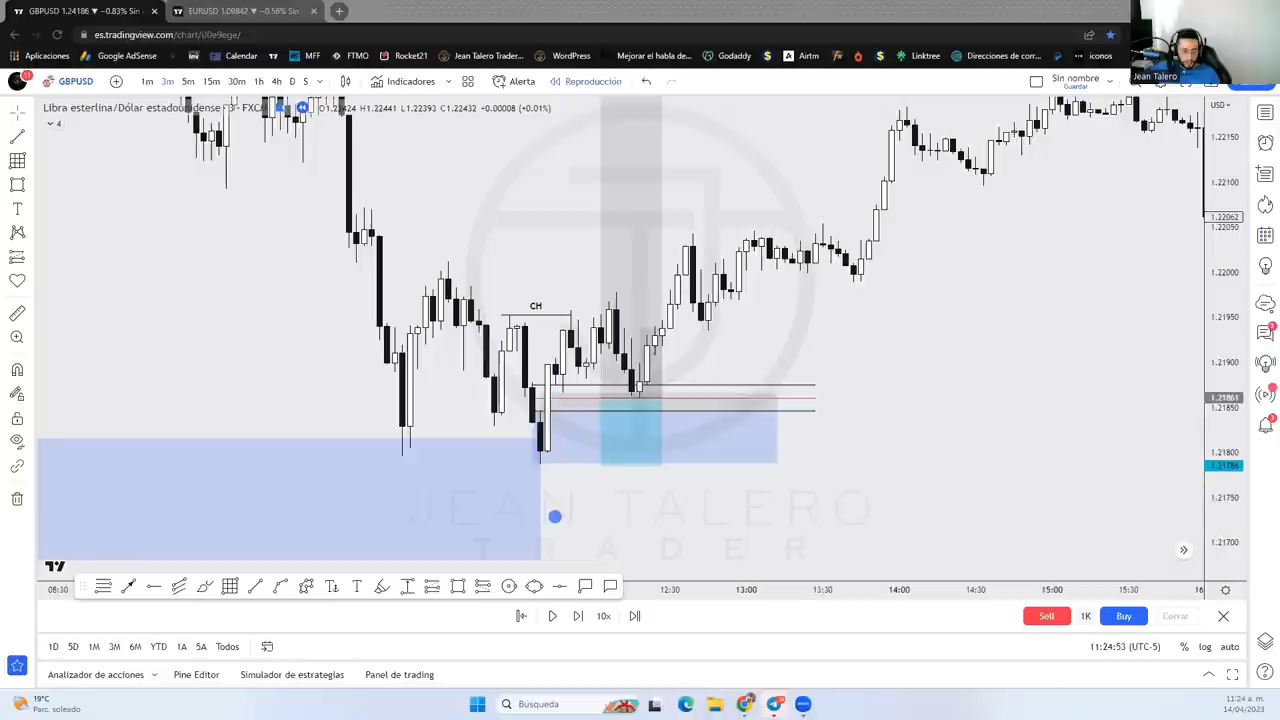 GBPUSD 1.24186 ▼ −0.83% Sin
EURUSD 1.09842 ▼ −0.56% Sin
es.tradingview.com/chart/iJ0e9ege/
Aplicaciones
Google AdSense
Calendar
MFF
FTMO
Rocket21
Jean Talero Trader...
WordPress
Mejorar el habla de...
Godaddy
Airtm
Linktree
Direcciones de corr...
iconos
Jean Talero
11
GBPUSD
1m 3m 5m 15m 30m 1h 4h D S
Indicadores
Alerta
Reproducción
Sin nombre
Guardar
Libra esterlina/Dólar estadounidense · 3 · FXCM
O1.22424 H1.22441 L1.22393 C1.22432 +0.00008 (+0.01%)
4
USD
1.22150
1.22100
1.22062
1.22050
1.22000
1.21950
1.21900
1.21861
1.21850
1.21800
1.21786
1.21750
1.21700
CH
JEAN TALERO
TRADER
08:30
12:30
13:00
13:30
14:00
14:30
15:00
15:30
16
10x
Sell
1K
Buy
Cerrar
1D 5D 1M 3M 6M YTD 1A 5A Todos
11:24:53 (UTC-5)
% log auto
Analizador de acciones
Pine Editor
Simulador de estrategias
Panel de trading
19°C
Parc. soleado
Búsqueda
11:24 a. m.
14/04/2023